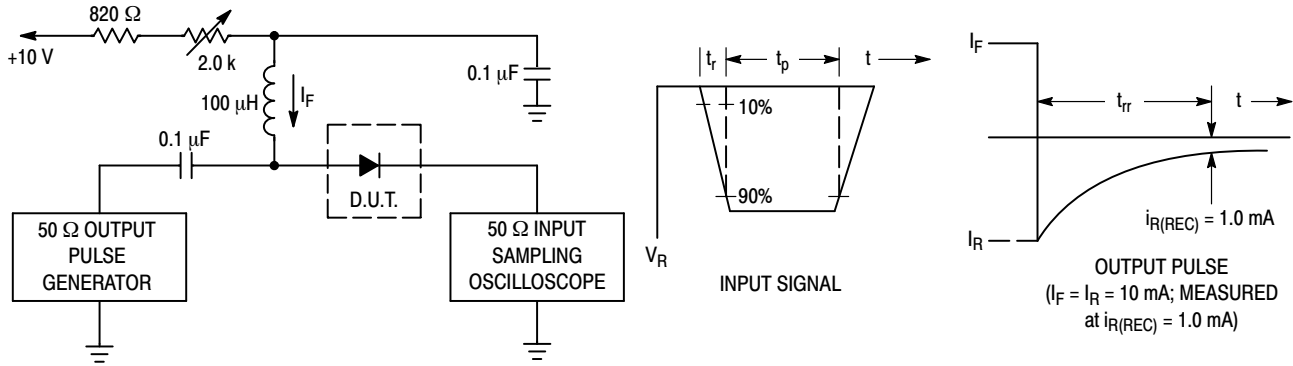 820 Ω
+10 V
2.0 k
100 μH
I_F
0.1 μF
0.1 μF
D.U.T.
50 Ω OUTPUT
PULSE
GENERATOR
50 Ω INPUT
SAMPLING
OSCILLOSCOPE
t_r
t_p
t
10%
90%
V_R
INPUT SIGNAL
I_F
t_rr
t
I_R
i_R(REC) = 1.0 mA
OUTPUT PULSE
(I_F = I_R = 10 mA; MEASURED
at i_R(REC) = 1.0 mA)